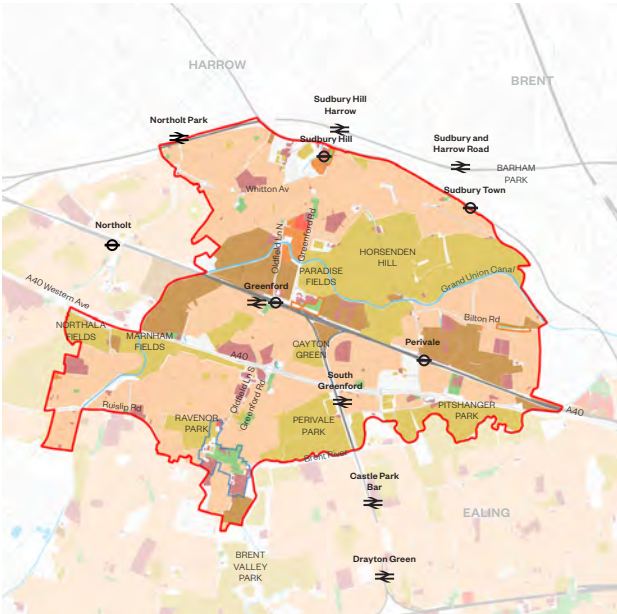 HARROW
BRENT
Sudbury Hill
Harrow
Northolt Park
Sudbury Hill
Sudbury and
Harrow Road
BARHAM
PARK
Whitton Av
Sudbury Town
Northolt
Oldfield Ln N
Greenford Rd
HORSENDEN
HILL
PARADISE
FIELDS
Grand Union Canal
A40 Western Ave
Greenford
Bilton Rd
NORTHALA
FIELDS
MARNHAM
FIELDS
CAYTON
GREEN
Perivale
A40
South
Greenford
Oldfield Ln S
Greenford Rd
Ruislip Rd
RAVENOR
PARK
PERIVALE
PARK
PITSHANGER
PARK
A40
Brent River
Castle Park
Bar
EALING
BRENT
VALLEY
PARK
Drayton Green